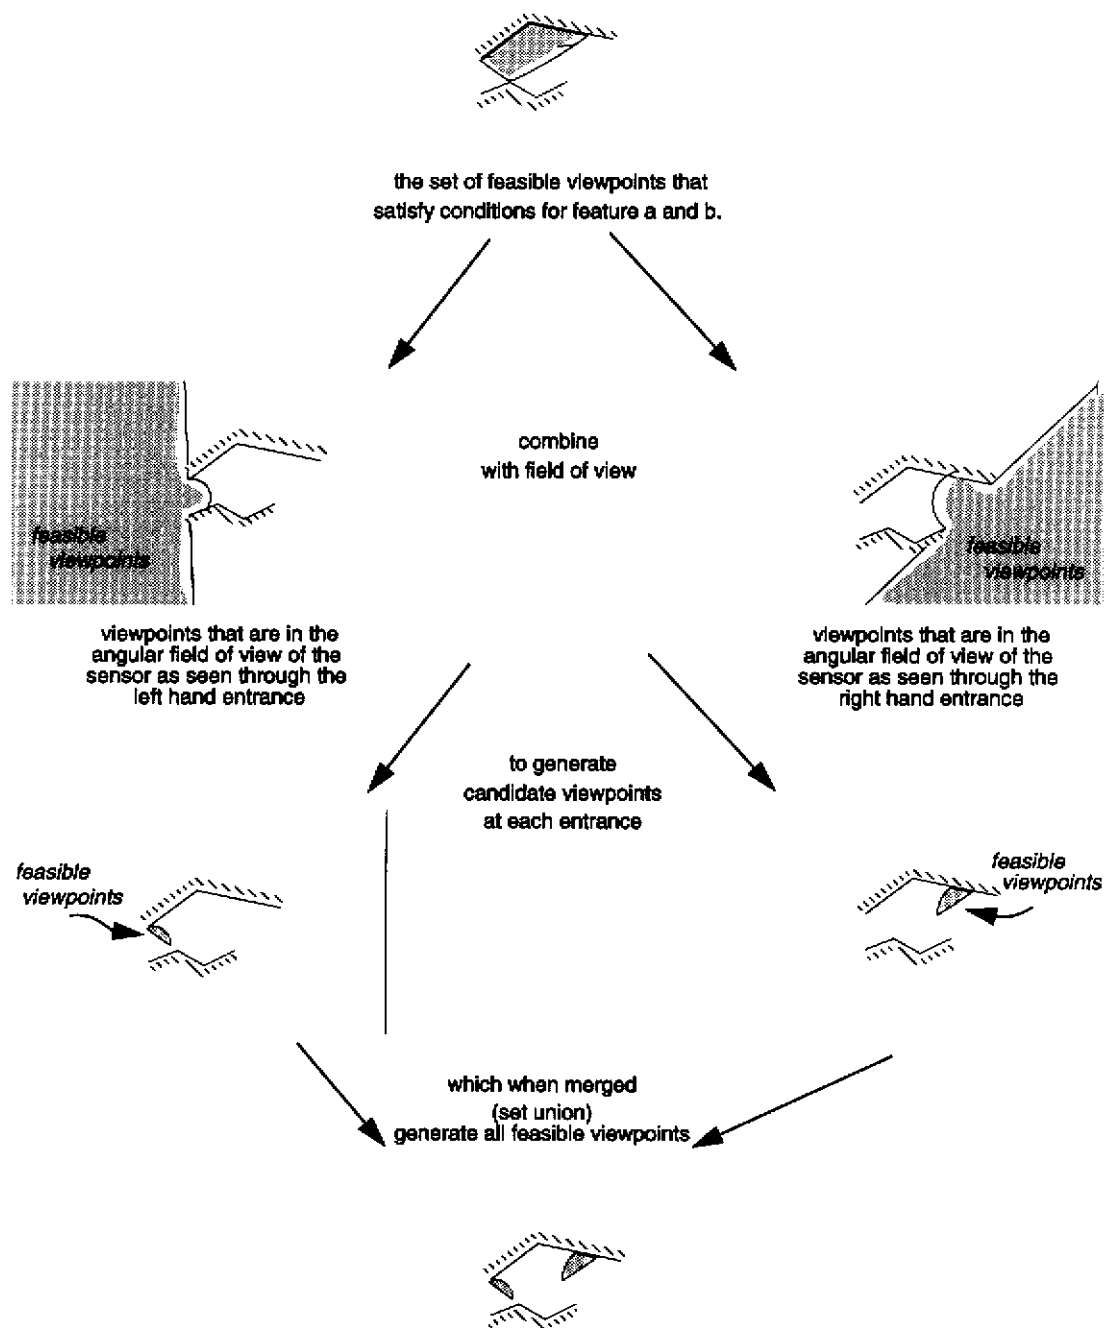 the set of feasible viewpoints that
satisfy conditions for feature a and b.
combine
with field of view
feasible
viewpoints
feasible
viewpoints
viewpoints that are in the
angular field of view of the
sensor as seen through the
left hand entrance
viewpoints that are in the
angular field of view of the
sensor as seen through the
right hand entrance
to generate
candidate viewpoints
at each entrance
feasible
viewpoints
feasible
viewpoints
which when merged
(set union)
generate all feasible viewpoints